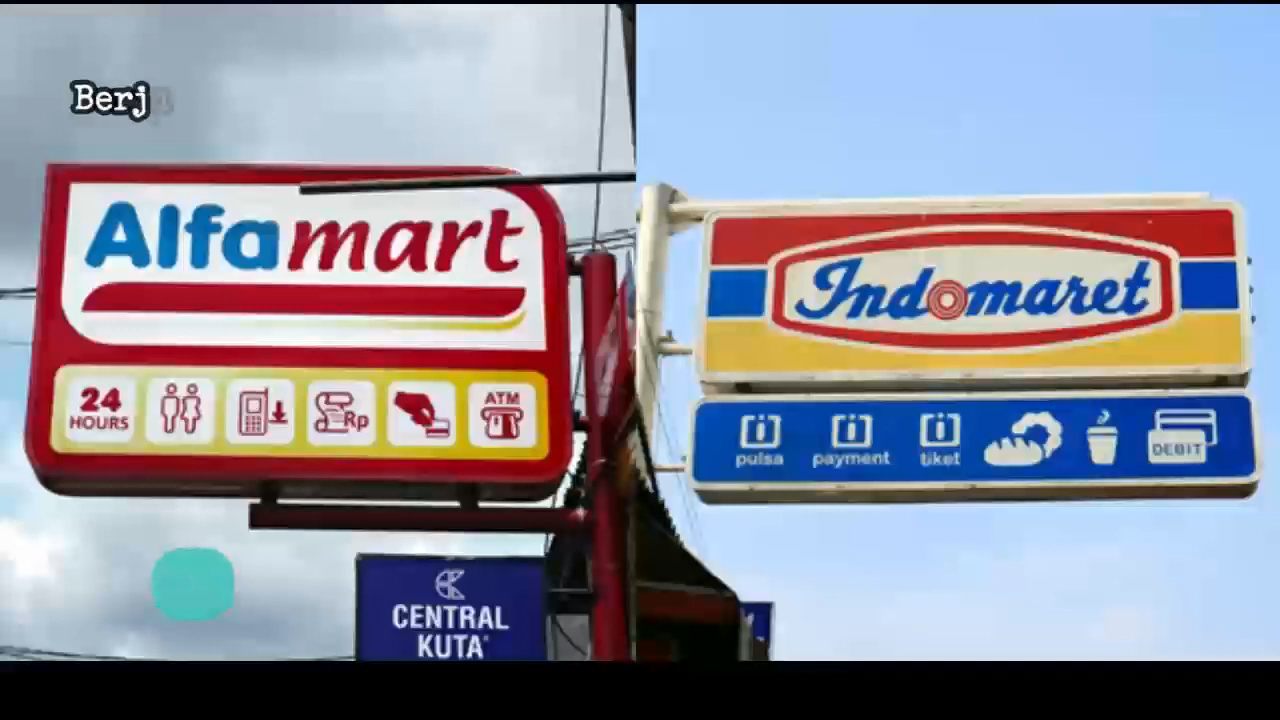 Berj
Alfamart
24
HOURS
Rp
ATM
CENTRAL
KUTA
Indomaret
pulsa
payment
tiket
DEBIT